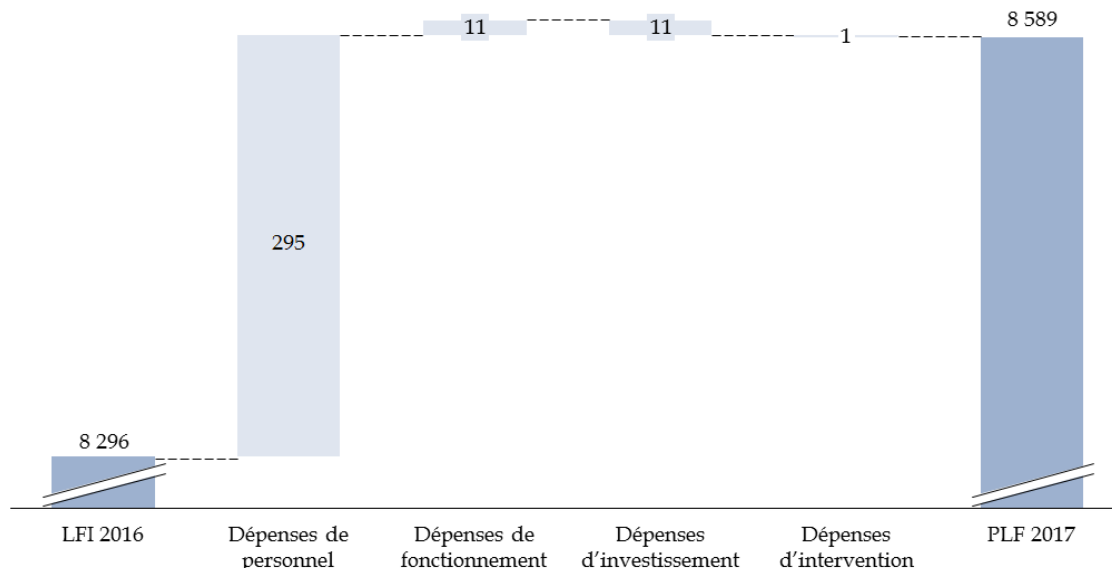 8 589
11
11
1
295
8 296
LFI 2016
Dépenses de
personnel
Dépenses de
fonctionnement
Dépenses
d'investissement
Dépenses
d'intervention
PLF 2017